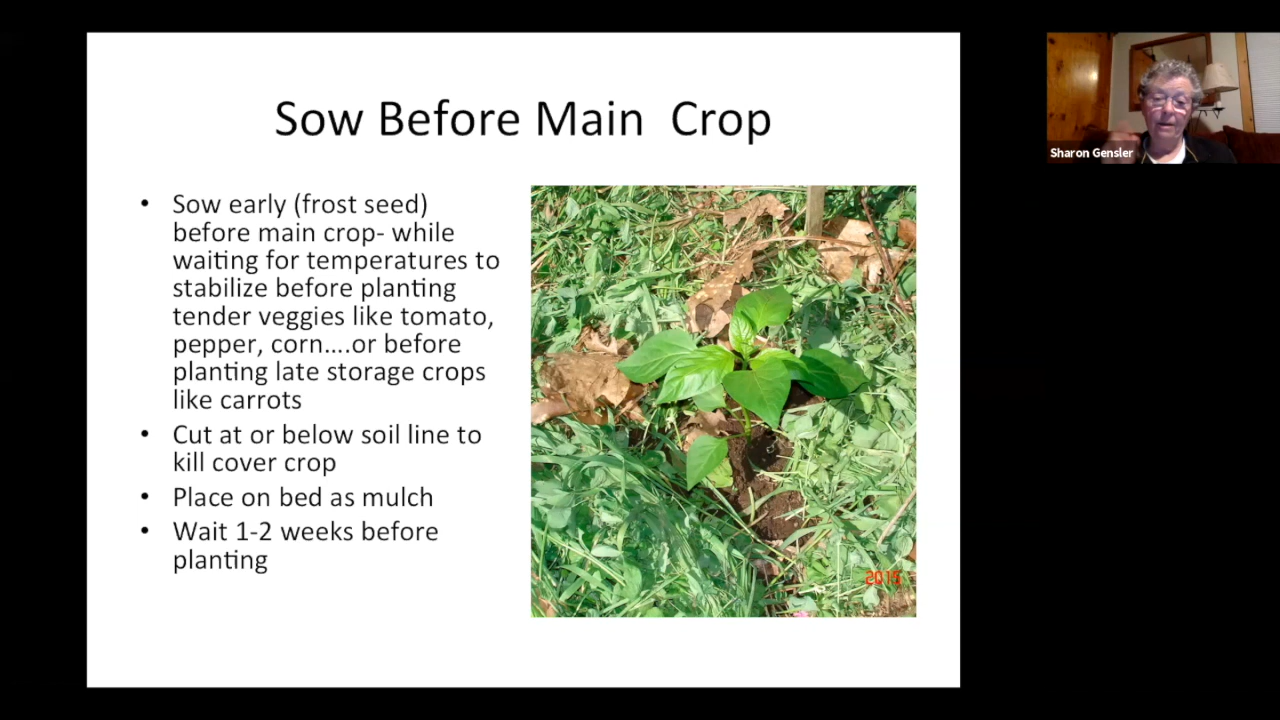 Sow Before Main  Crop
• Sow early (frost seed)
before main crop- while
waiting for temperatures to
stabilize before planting
tender veggies like tomato,
pepper, corn....or before
planting late storage crops
like carrots
• Cut at or below soil line to
kill cover crop
• Place on bed as mulch
• Wait 1-2 weeks before
planting
2015
Sharon Gensler